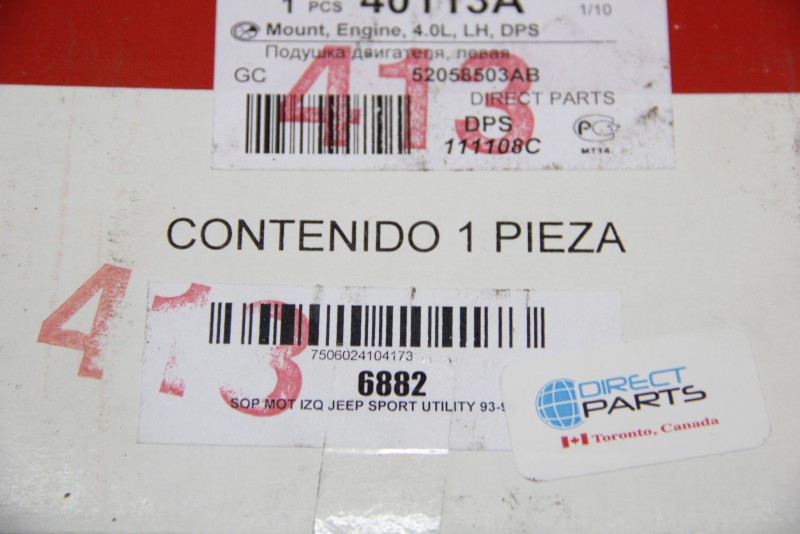 1 PCS 40113A 1/10
Mount, Engine, 4.0L, LH, DPS
Подушка двигателя, левая
GC 52058503AB
DIRECT PARTS
DPS
111108C
413
CONTENIDO 1 PIEZA
413
7506024104173
6882
SOP MOT IZQ JEEP SPORT UTILITY 93-9
DIRECT
PARTS
Toronto, Canada